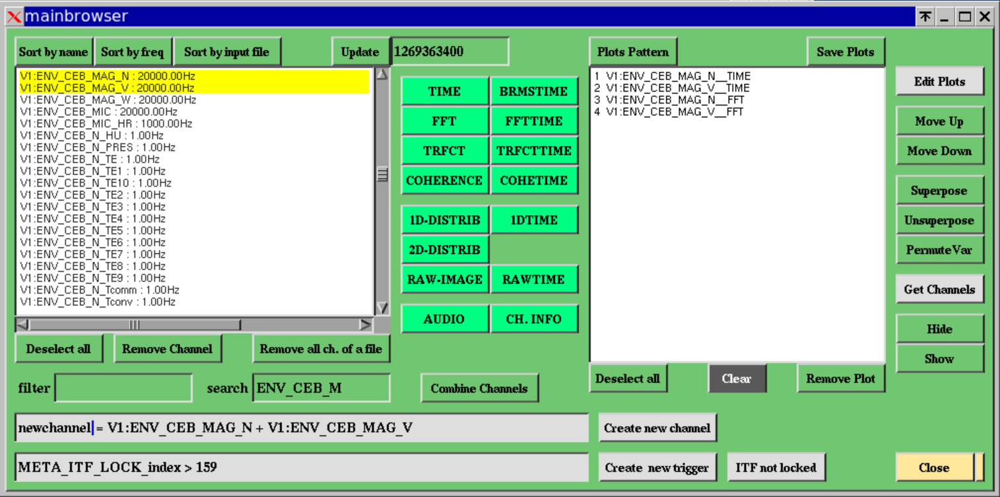 mainbrowser
Sort by name Sort by freq Sort by input file Update 1269363400 Plots Pattern Save Plots
V1:ENV_CEB_MAG_N : 20000.00Hz
V1:ENV_CEB_MAG_V : 20000.00Hz
V1:ENV_CEB_MAG_W : 20000.00Hz
V1:ENV_CEB_MIC : 20000.00Hz
V1:ENV_CEB_MIC_HR : 1000.00Hz
V1:ENV_CEB_N_HU : 1.00Hz
V1:ENV_CEB_N_PRES : 1.00Hz
V1:ENV_CEB_N_TE : 1.00Hz
V1:ENV_CEB_N_TE1 : 1.00Hz
V1:ENV_CEB_N_TE10 : 1.00Hz
V1:ENV_CEB_N_TE2 : 1.00Hz
V1:ENV_CEB_N_TE3 : 1.00Hz
V1:ENV_CEB_N_TE4 : 1.00Hz
V1:ENV_CEB_N_TE5 : 1.00Hz
V1:ENV_CEB_N_TE6 : 1.00Hz
V1:ENV_CEB_N_TE7 : 1.00Hz
V1:ENV_CEB_N_TE8 : 1.00Hz
V1:ENV_CEB_N_TE9 : 1.00Hz
V1:ENV_CEB_N_Tcomm : 1.00Hz
V1:ENV_CEB_N_Tconv : 1.00Hz
Deselect all Remove Channel Remove all ch. of a file
filter search ENV_CEB_M
TIME BRMSTIME
FFT FFTTIME
TRFCT TRFCTTIME
COHERENCE COHETIME
1D-DISTRIB 1DTIME
2D-DISTRIB
RAW-IMAGE RAWTIME
AUDIO CH. INFO
Combine Channels
1 V1:ENV_CEB_MAG_N__TIME
2 V1:ENV_CEB_MAG_V__TIME
3 V1:ENV_CEB_MAG_N__FFT
4 V1:ENV_CEB_MAG_V__FFT
Deselect all Clear Remove Plot
Edit Plots
Move Up
Move Down
Superpose
Unsuperpose
PermuteVar
Get Channels
Hide
Show
newchannel = V1:ENV_CEB_MAG_N + V1:ENV_CEB_MAG_V Create new channel
META_ITF_LOCK_index > 159 Create new trigger ITF not locked Close